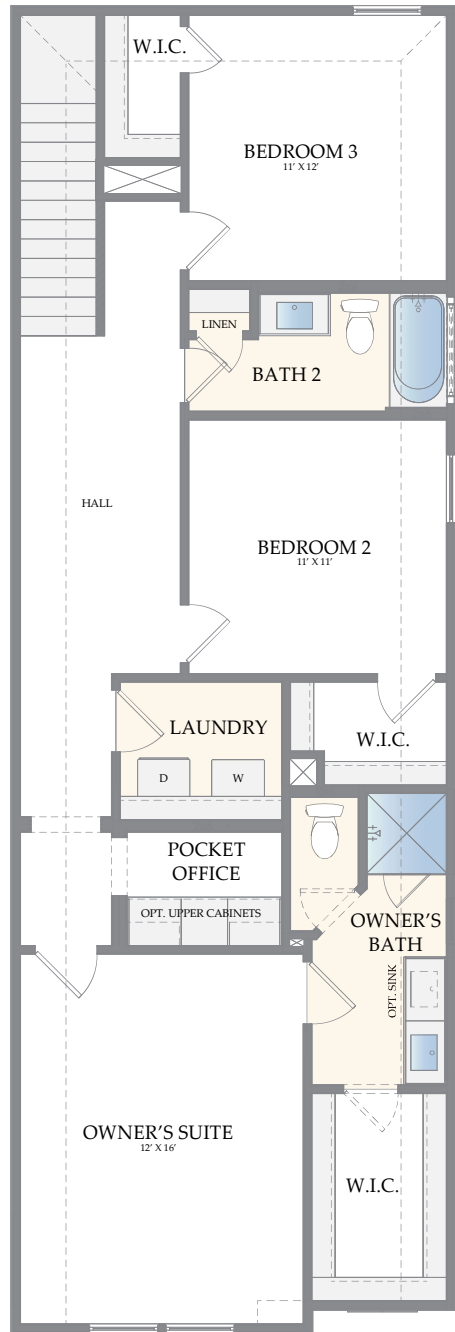 W.I.C.
BEDROOM 3
11' X 12'
LINEN
BATH 2
HALL
BEDROOM 2
11' X 11'
LAUNDRY
W.I.C.
D
W
POCKET
OFFICE
OPT. UPPER CABINETS
OWNER'S
BATH
OPT. SINK
OWNER'S SUITE
12' X 16'
W.I.C.